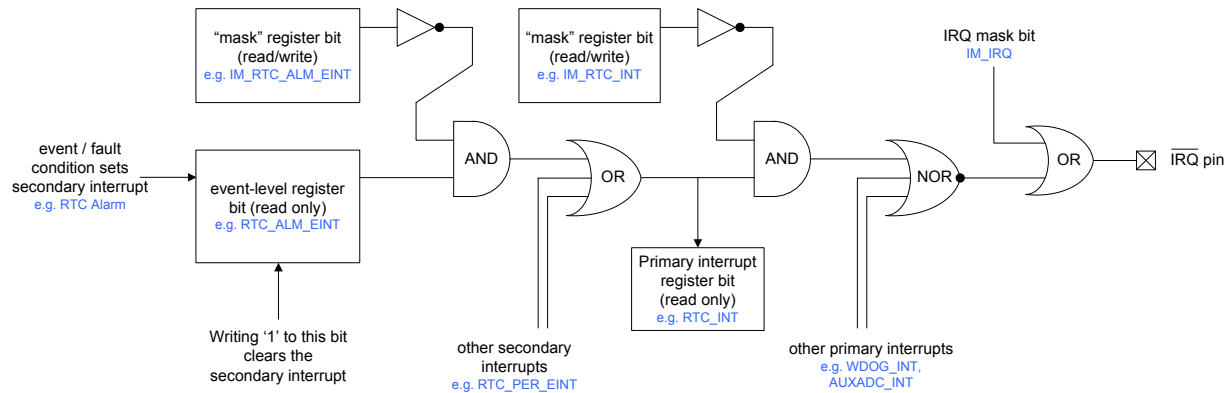 “mask” register bit
(read/write)
e.g. IM_RTC_ALM_EINT
“mask” register bit
(read/write)
e.g. IM_RTC_INT
IRQ mask bit
IM_IRQ
event / fault
condition sets
secondary interrupt
e.g. RTC Alarm
event-level register
bit (read only)
e.g. RTC_ALM_EINT
AND
OR
AND
NOR
OR
IRQ pin
Primary interrupt
register bit
(read only)
e.g. RTC_INT
Writing ‘1’ to this bit
clears the
secondary interrupt
other secondary
interrupts
e.g. RTC_PER_EINT
other primary interrupts
e.g. WDOG_INT,
AUXADC_INT